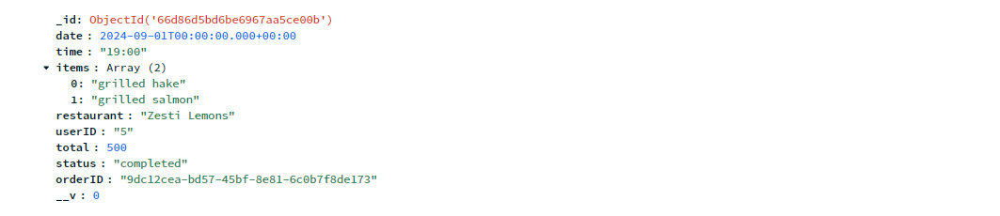 _id: ObjectId('66d86d5bd6be6967aa5ce00b')
date : 2024-09-01T00:00:00.000+00:00
time : "19:00"
items : Array (2)
0: "grilled hake"
1: "grilled salmon"
restaurant : "Zesti Lemons"
userID : "5"
total : 500
status : "completed"
orderID : "9dc12cea-bd57-45bf-8e81-6c0b7f8de173"
__v : 0